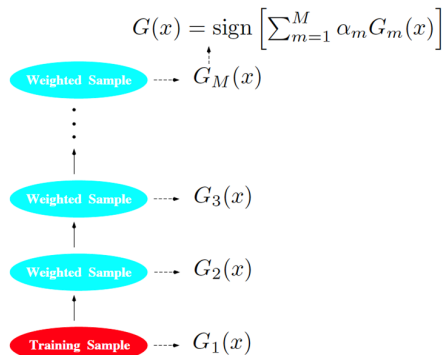 G(x) = sign [∑_{m=1}^{M} α_m G_m(x)]
Weighted Sample G_M(x)
Weighted Sample G_3(x)
Weighted Sample G_2(x)
Training Sample G_1(x)